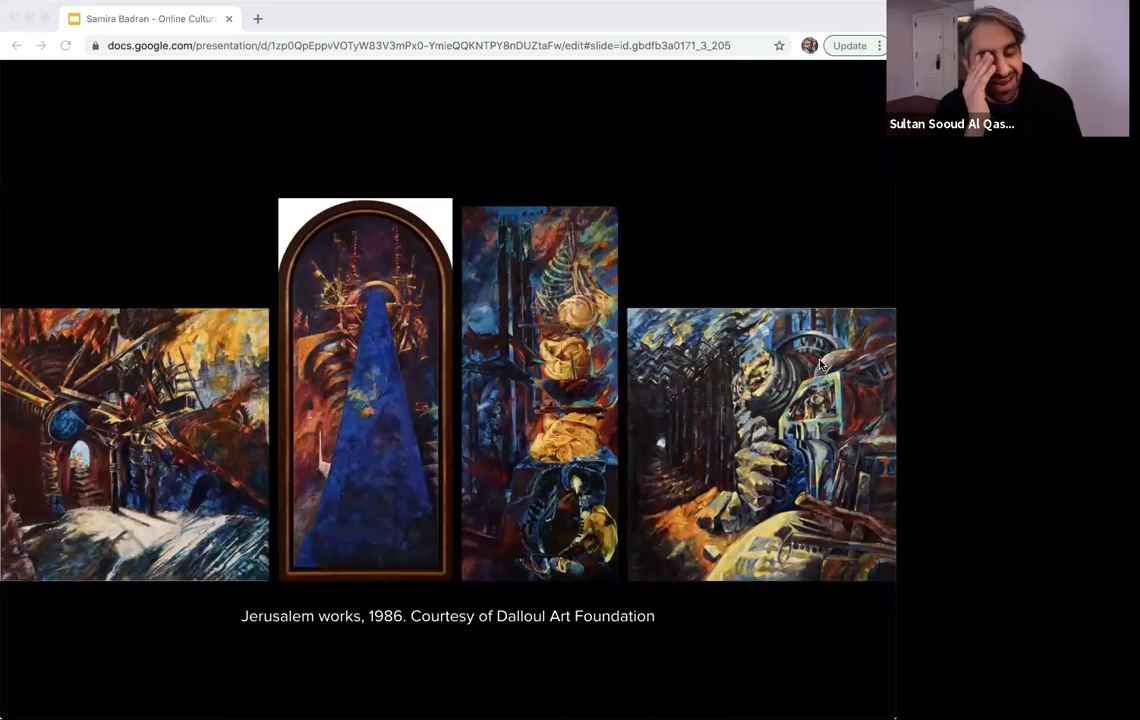 Samira Badran - Online Cultur
docs.google.com/presentation/d/1zp0QpEppvVOTyW83V3mPx0-YmieQQKNTPY8nDUZtaFw/edit#slide=id.gbdfb3a0171_3_205
Update
Sultan Sooud Al Qas...
Jerusalem works, 1986. Courtesy of Dalloul Art Foundation